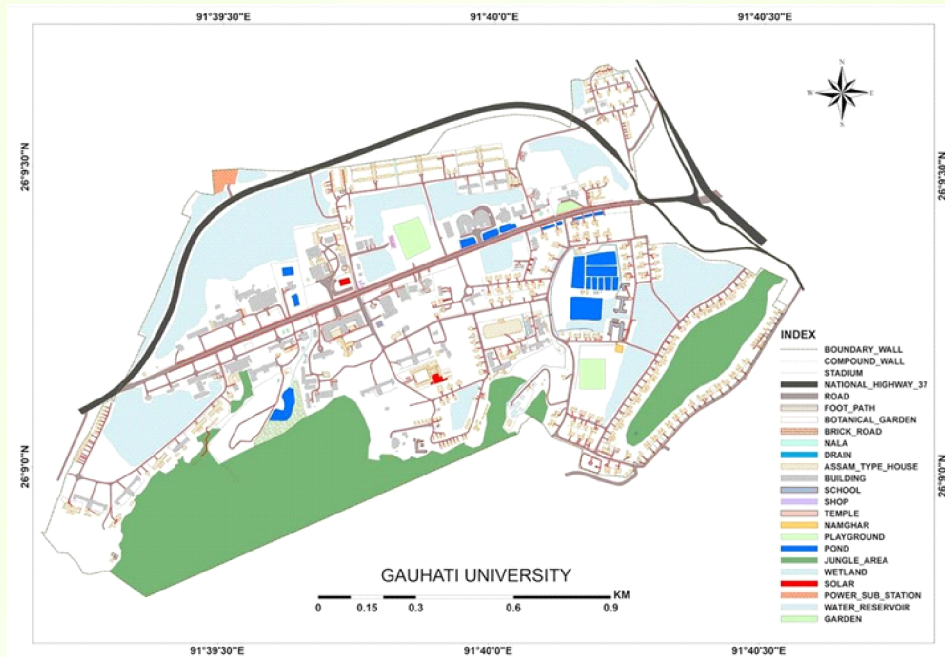 91°39'30"E 91°40'0"E 91°40'30"E
26°9'30"N 26°9'30"N
N
W E
S
26°9'0"N 26°9'0"N
INDEX
BOUNDARY_WALL
COMPOUND_WALL
STADIUM
NATIONAL_HIGHWAY_37
ROAD
FOOT_PATH
BOTANICAL_GARDEN
BRICK_ROAD
NALA
DRAIN
ASSAM_TYPE_HOUSE
BUILDING
SCHOOL
SHOP
TEMPLE
NAMGHAR
PLAYGROUND
POND
JUNGLE_AREA
WETLAND
SOLAR
POWER_SUB_STATION
WATER_RESERVOIR
GARDEN
GAUHATI UNIVERSITY
KM
0 0.15 0.3 0.6 0.9
91°39'30"E 91°40'0"E 91°40'30"E